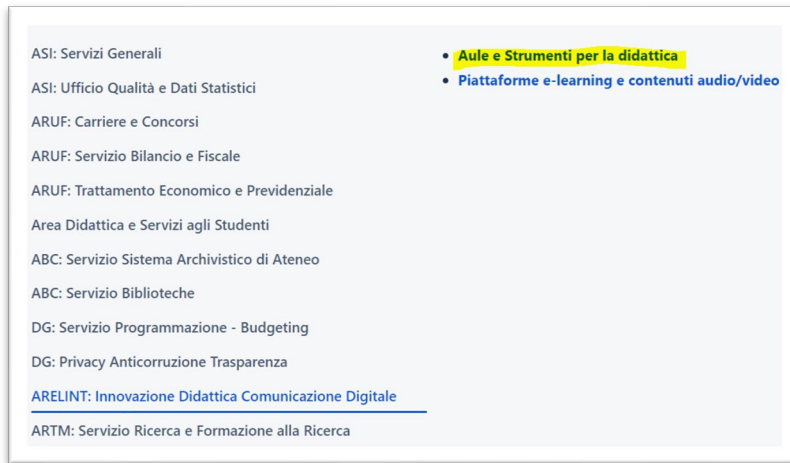 ASI: Servizi Generali
ASI: Ufficio Qualità e Dati Statistici
ARUF: Carriere e Concorsi
ARUF: Servizio Bilancio e Fiscale
ARUF: Trattamento Economico e Previdenziale
Area Didattica e Servizi agli Studenti
ABC: Servizio Sistema Archivistico di Ateneo
ABC: Servizio Biblioteche
DG: Servizio Programmazione - Budgeting
DG: Privacy Anticorruzione Trasparenza
ARELINT: Innovazione Didattica Comunicazione Digitale
ARTM: Servizio Ricerca e Formazione alla Ricerca
• Aule e Strumenti per la didattica
• Piattaforme e-learning e contenuti audio/video